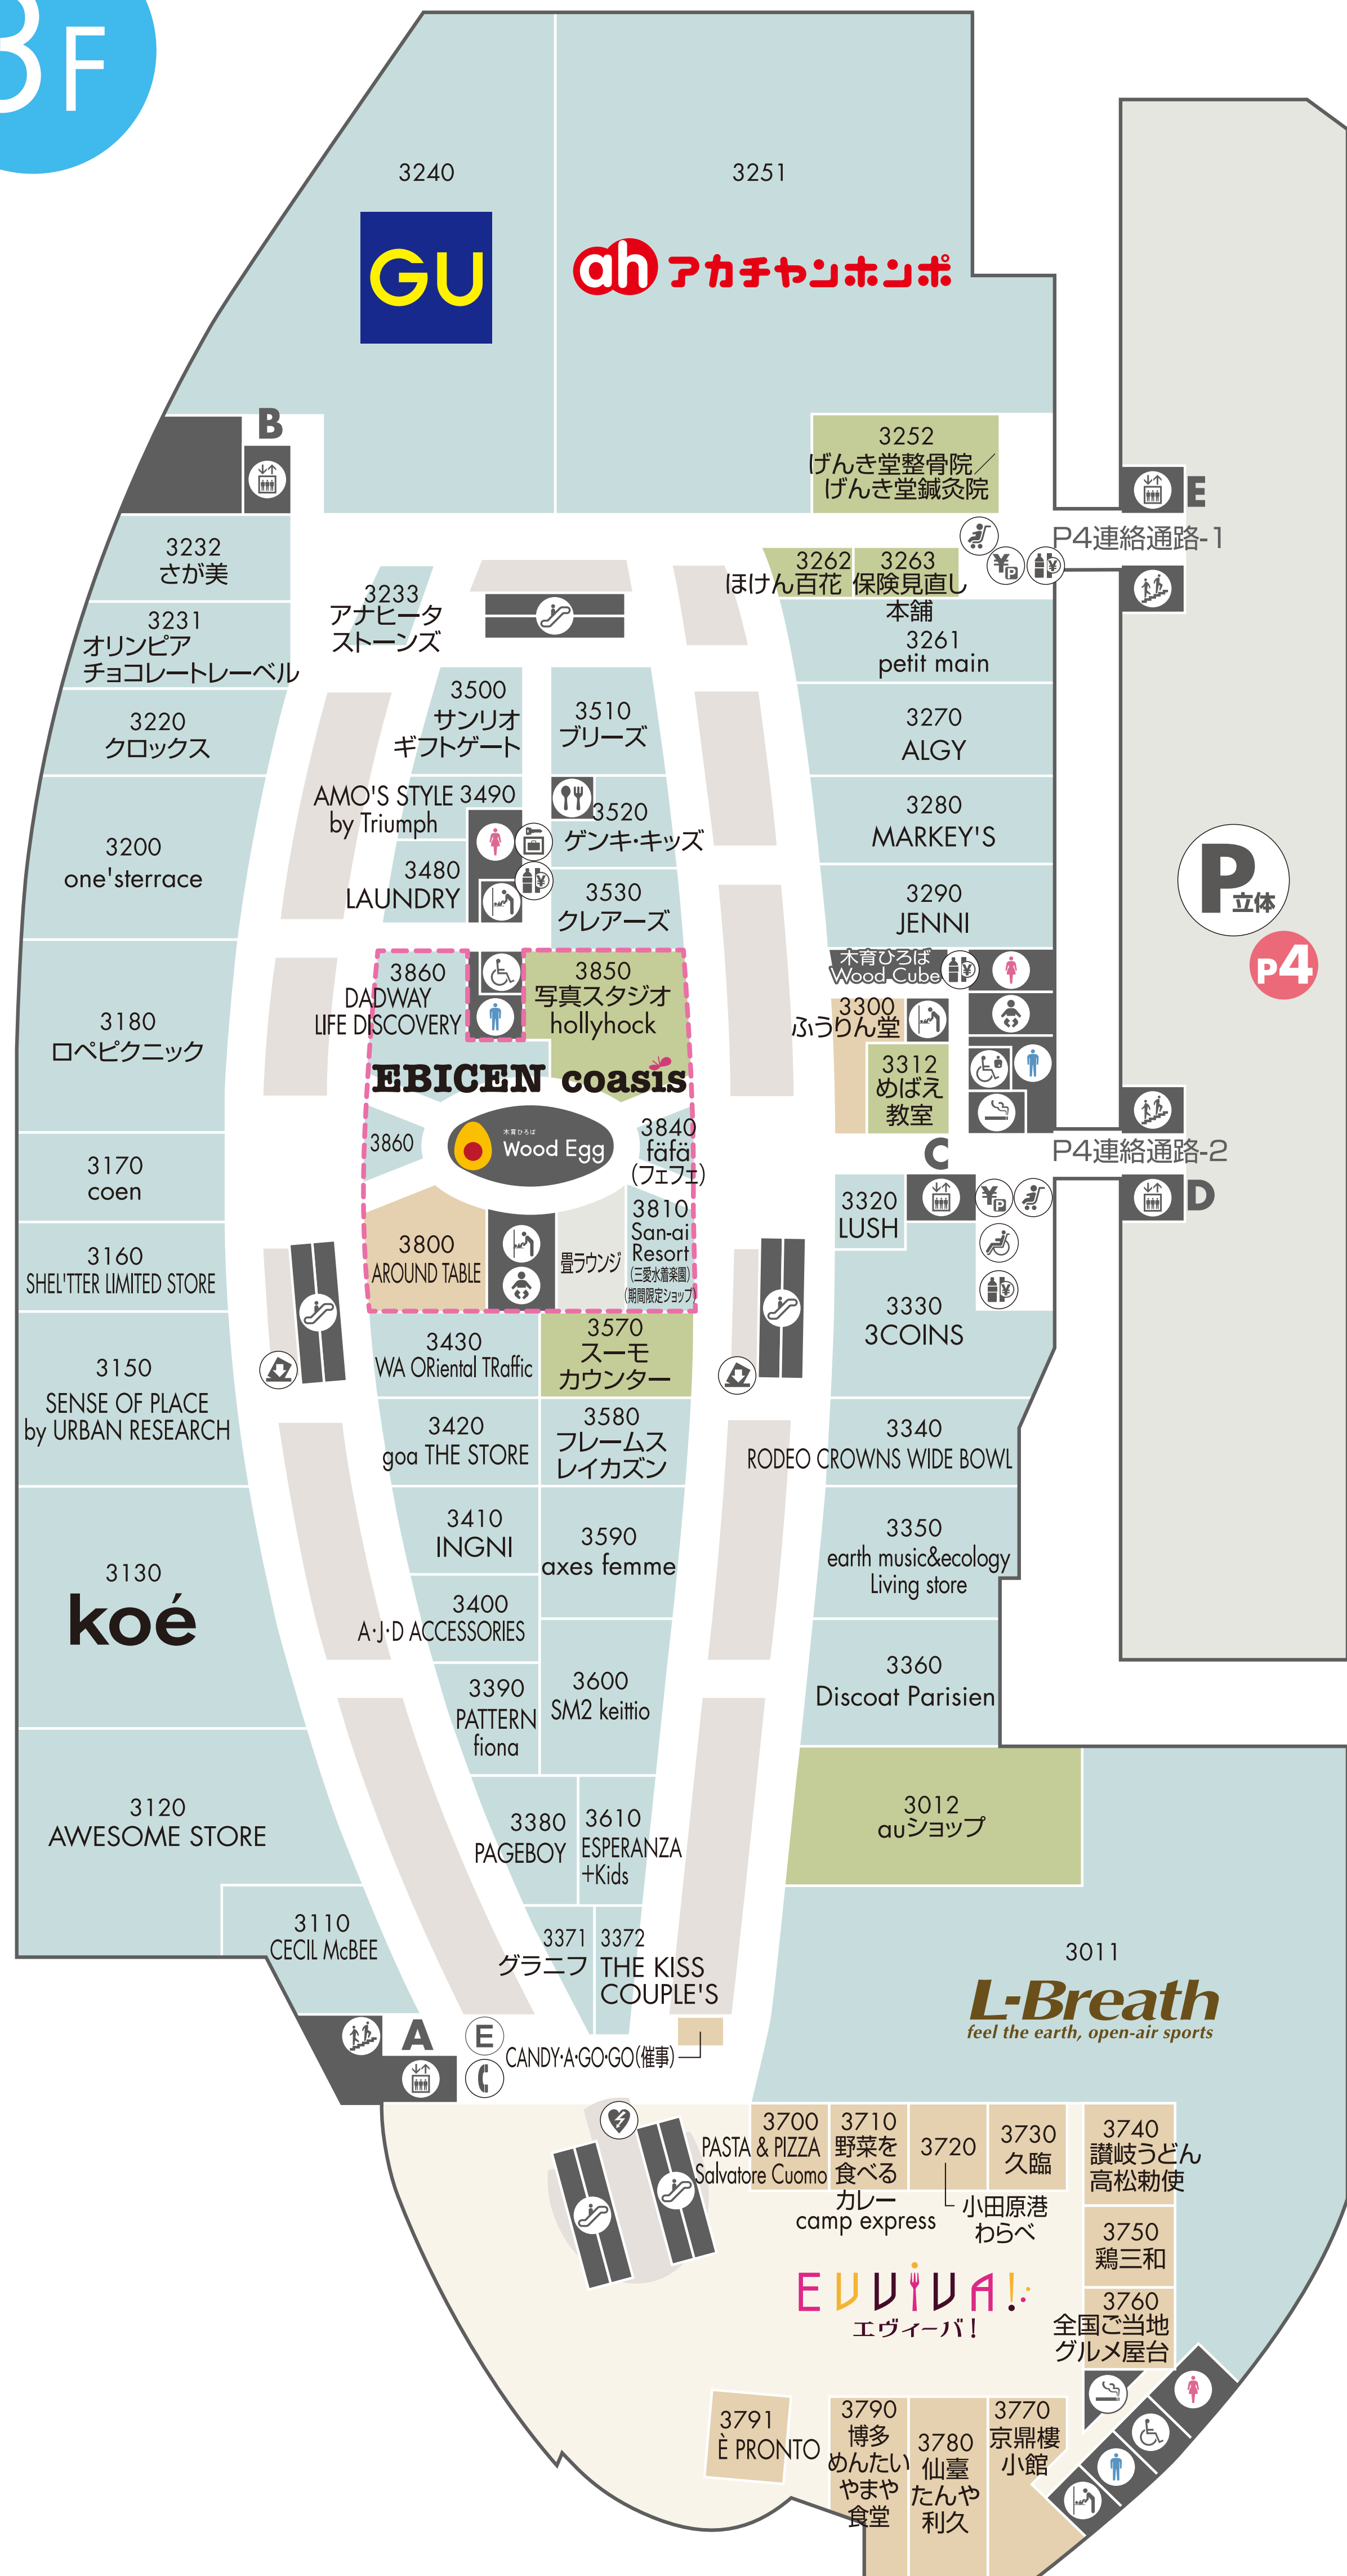 3F
3240
GU
3251
ah アカチャンホンポ
B
3252
げんき堂整骨院／
げんき堂鍼灸院
E
P4連絡通路-1
3232
さが美
3231
オリンピア
チョコレートレーベル
3233
アナヒータ
ストーンズ
3262
ほけん百花
3263
保険見直し
本舗
3261
petit main
3220
クロックス
3500
サンリオ
ギフトゲート
3510
ブリーズ
3270
ALGY
3200
one'sterrace
AMO'S STYLE 3490
by Triumph
3520
ゲンキ・キッズ
3280
MARKEY'S
3480
LAUNDRY
3530
クレアーズ
3290
JENNI
P
立体
P4
木育ひろば
Wood-Cube
3860
DADWAY
LIFE DISCOVERY
3850
写真スタジオ
hollyhock
3300
ふうりん堂
3312
めばえ
教室
3180
ロペピクニック
EBICEN coasis
3860
木育ひろば
Wood Egg
3840
fäfä
(フェフェ)
P4連絡通路-2
C
D
3170
coen
3800
AROUND TABLE
畳ラウンジ
3810
San-ai
Resort
(三愛水着楽園)
(期間限定ショップ)
3320
LUSH
3160
SHEL'TTER LIMITED STORE
3330
3COINS
3150
SENSE OF PLACE
by URBAN RESEARCH
3430
WA ORiental TRaffic
3570
スーモ
カウンター
3420
goa THE STORE
3580
フレームス
レイカズン
3340
RODEO CROWNS WIDE BOWL
3410
INGNI
3590
axes femme
3350
earth music&ecology
Living store
3130
koé
3400
A・J・D ACCESSORIES
3390
PATTERN
fiona
3600
SM2 keittio
3360
Discoat Parisien
3120
AWESOME STORE
3380
PAGEBOY
3610
ESPERANZA
+Kids
3012
auショップ
3110
CECIL McBEE
3371
グラニフ
3372
THE KISS
COUPLE'S
3011
L-Breath
feel the earth, open-air sports
A
E
CANDY・A・GO・GO(催事)
3700
PASTA & PIZZA
Salvatore Cuomo
3710
野菜を
食べる
カレー
camp express
3720
小田原港
わらべ
3730
久臨
3740
讃岐うどん
高松勅使
3750
鶏三和
3760
全国ご当地
グルメ屋台
EVVIVA!
エヴィーバ！
3791
È PRONTO
3790
博多
めんたい
やまや
食堂
3780
仙臺
たんや
利久
3770
京鼎樓
小館